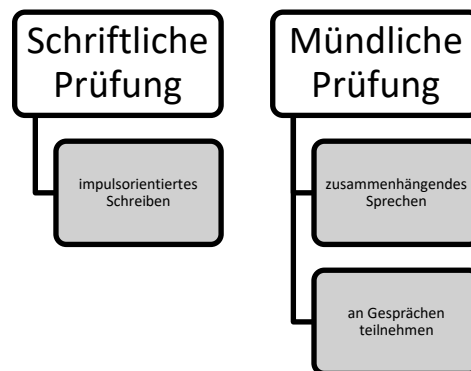 Schriftliche
Prüfung
impulsorientiertes
Schreiben
Mündliche
Prüfung
zusammenhängendes
Sprechen
an Gesprächen
teilnehmen